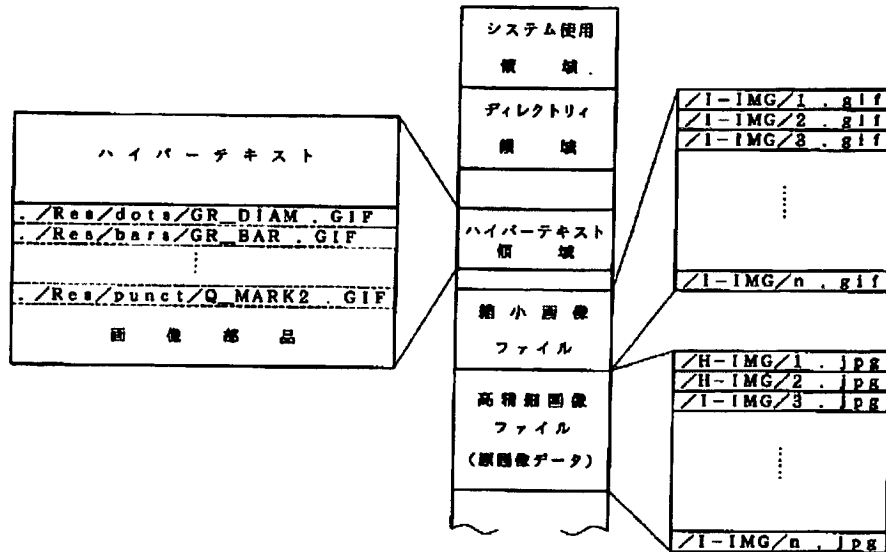 システム使用
領 域
ディレクトリィ
領 域
ハイパーテキスト
領 域
縮小画像
ファイル
高精細画像
ファイル
(原画像データ)
ハイパーテキスト
./Res/dots/GR_DIAM.GIF
./Res/bars/GR_BAR.GIF
./Res/punct/Q_MARK2.GIF
画像部品
/I-IMG/1.gif
/I-IMG/2.gif
/I-IMG/3.gif
/I-IMG/n.gif
/H-IMG/1.jpg
/H-IMG/2.jpg
/I-IMG/3.jpg
/I-IMG/n.jpg